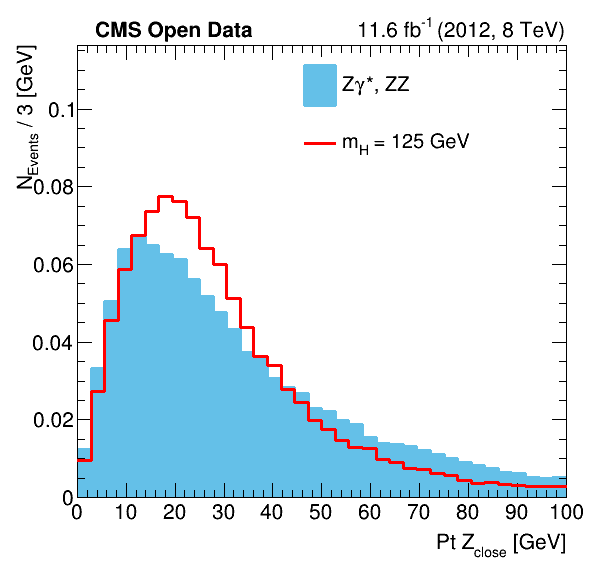 CMS Open Data 11.6 fb⁻¹ (2012, 8 TeV)
N_Events / 3 [GeV]
Zγ*, ZZ
m_H = 125 GeV
0.1
0.08
0.06
0.04
0.02
0
0 10 20 30 40 50 60 70 80 90 100
Pt Z_close [GeV]